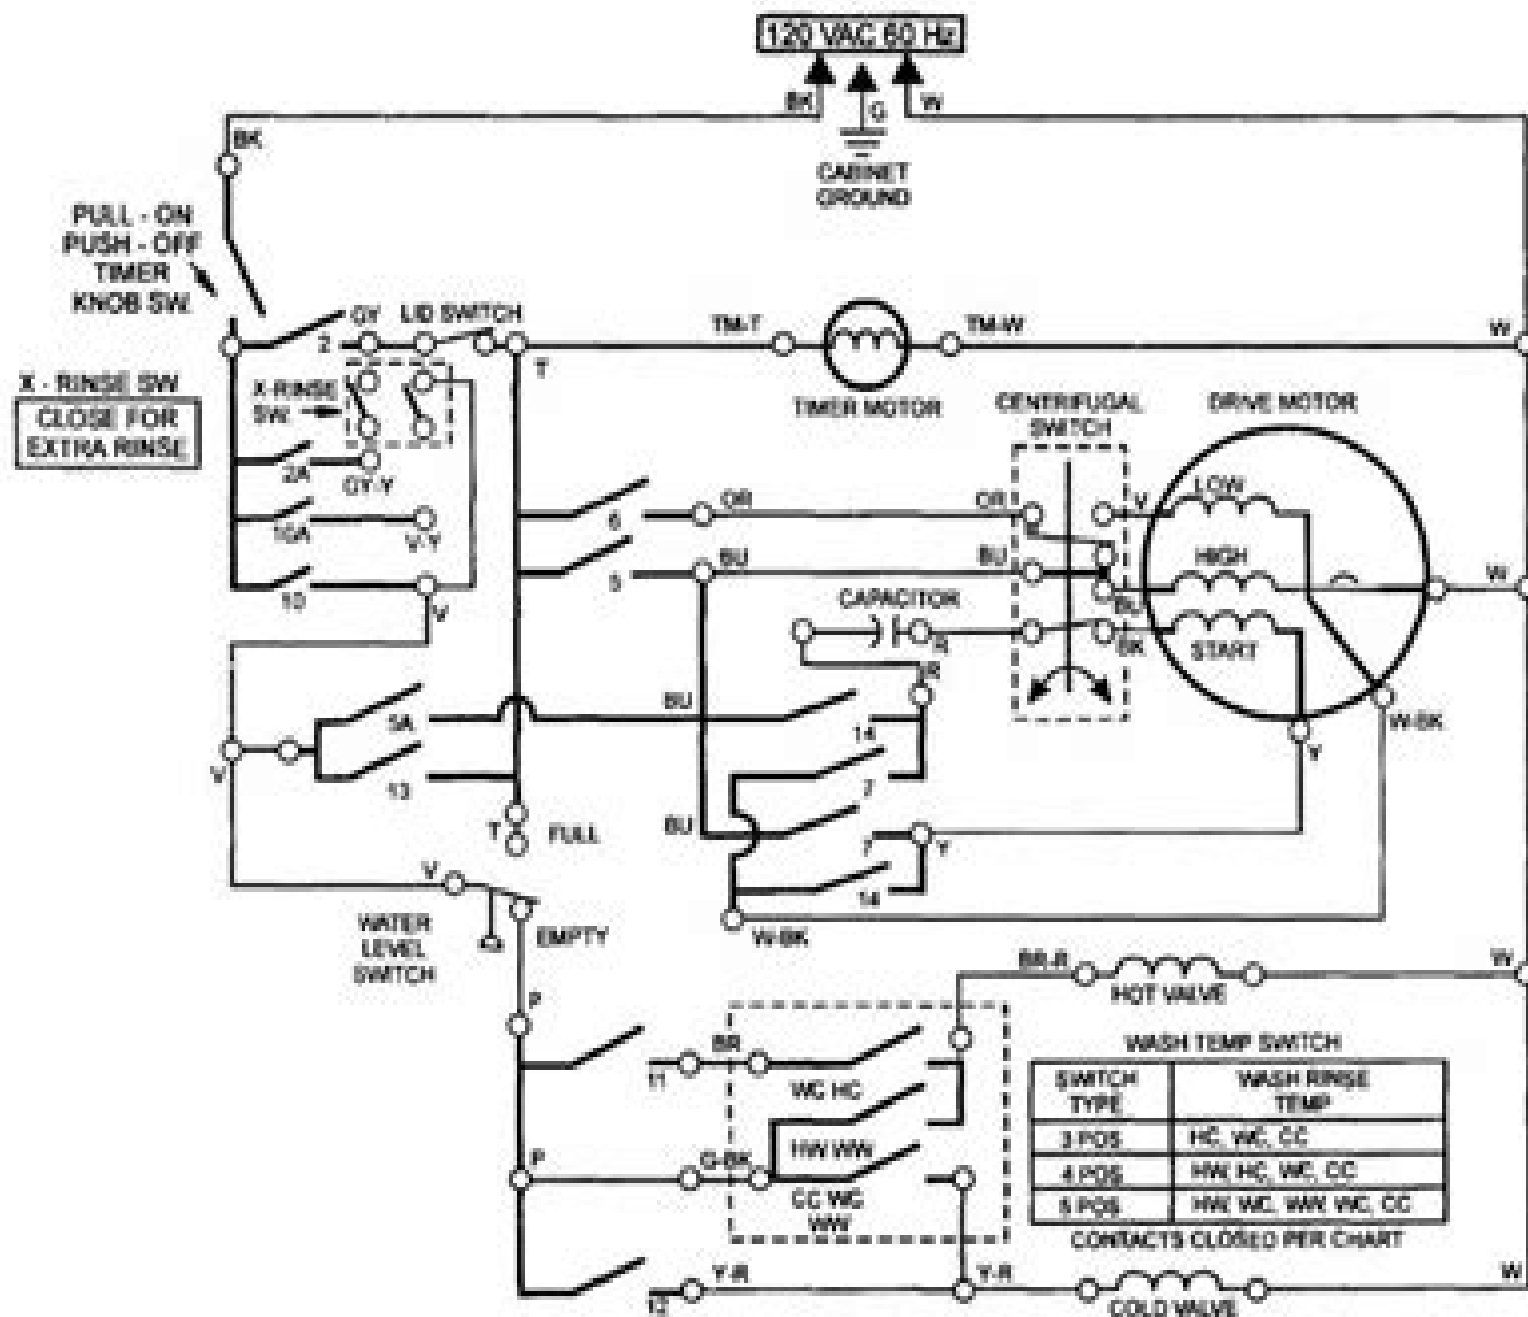 120 VAC 60 Hz
BK
G
W
BK
CABINET
GROUND
PULL - ON
PUSH - OFF
TIMER
KNOB SW.
2
GY
LID SWITCH
T
TM-T
TM-W
W
TIMER MOTOR
X - RINSE SW
CLOSE FOR
EXTRA RINSE
X-RINSE
SW.
CENTRIFUGAL
SWITCH
DRIVE MOTOR
2A
GY-Y
6
OR
OR
V
LOW
10A
V-Y
5
BU
BU
HIGH
W
10
V
CAPACITOR
BU
R
BK
START
R
5A
BU
14
W-BK
Y
V
13
7
T
FULL
BU
7
Y
V
14
WATER
LEVEL
SWITCH
EMPTY
W-BK
BR-R
HOT VALVE
W
P
11
BR
WC HC
WASH TEMP SWITCH
SWITCH
TYPE
WASH RINSE
TEMP
3 POS
HC, WC, CC
4 POS
HW, HC, WC, CC
5 POS
HW, WC, WW, WC, CC
CONTACTS CLOSED PER CHART
P
G-BK
HW WW
CC WC
WW
12
Y-R
Y-R
COLD VALVE
W